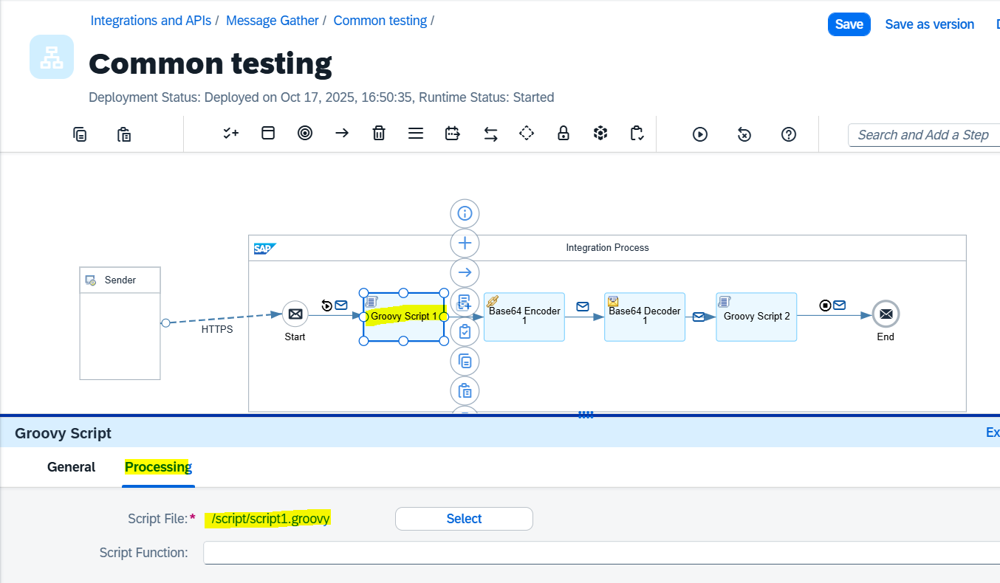 Integrations and APIs / Message Gather / Common testing /
Save Save as version
Common testing
Deployment Status: Deployed on Oct 17, 2025, 16:50:35, Runtime Status: Started
Search and Add a Step
SAP
Integration Process
Sender
HTTPS
Start
Groovy Script 1
Base64 Encoder
1
Base64 Decoder
1
Groovy Script 2
End
Groovy Script
Ex
General
Processing
Script File:* /script/script1.groovy
Select
Script Function: